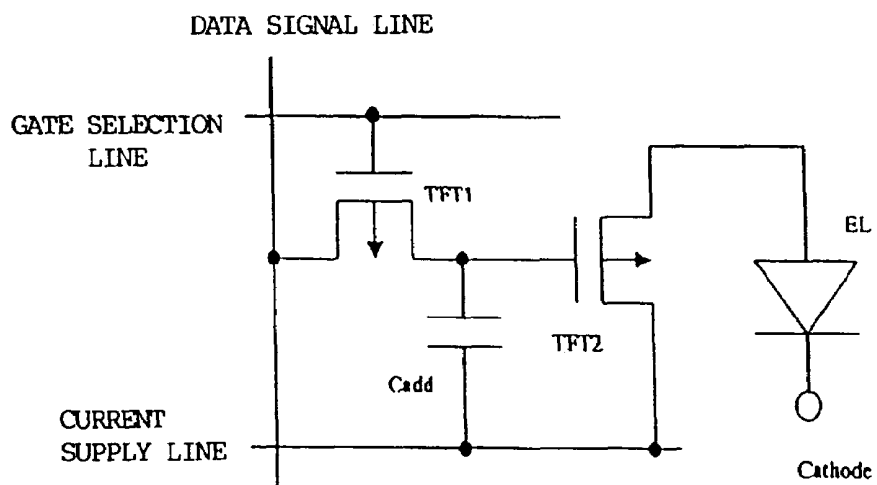 DATA SIGNAL LINE
GATE SELECTION
LINE
TFT1
EL
TFT2
Cadd
CURRENT
SUPPLY LINE
Cathode